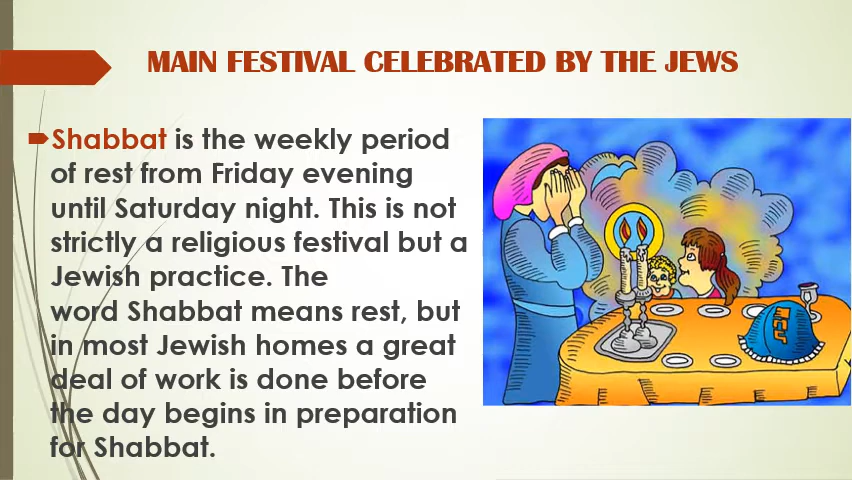 MAIN FESTIVAL CELEBRATED BY THE JEWS
Shabbat is the weekly period
of rest from Friday evening
until Saturday night. This is not
strictly a religious festival but a
Jewish practice. The
word Shabbat means rest, but
in most Jewish homes a great
deal of work is done before
the day begins in preparation
for Shabbat.